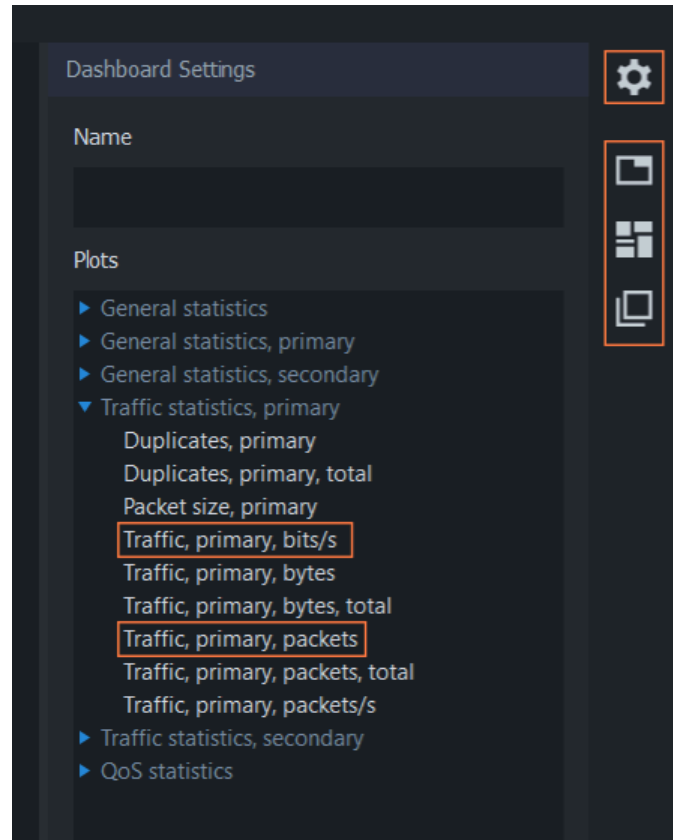 Dashboard Settings
Name
Plots
General statistics
General statistics, primary
General statistics, secondary
Traffic statistics, primary
Duplicates, primary
Duplicates, primary, total
Packet size, primary
Traffic, primary, bits/s
Traffic, primary, bytes
Traffic, primary, bytes, total
Traffic, primary, packets
Traffic, primary, packets, total
Traffic, primary, packets/s
Traffic statistics, secondary
QoS statistics